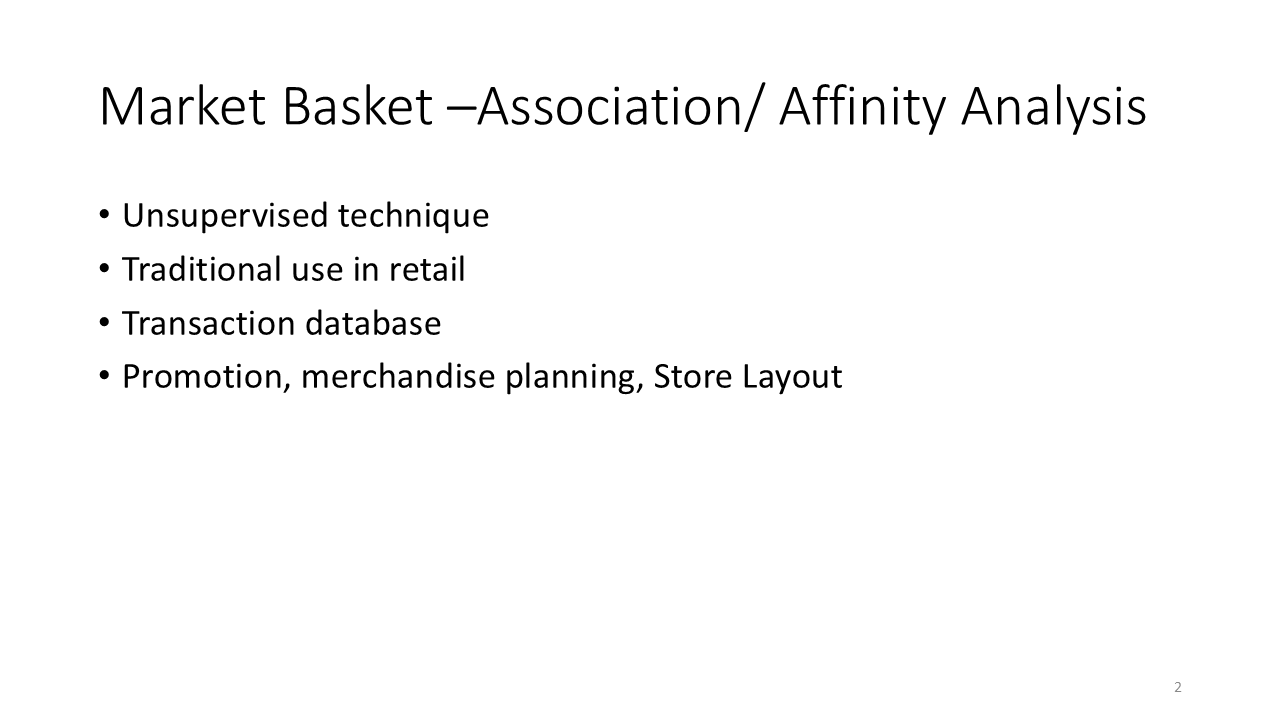 Market Basket –Association/ Affinity Analysis
• Unsupervised technique
• Traditional use in retail
• Transaction database
• Promotion, merchandise planning, Store Layout
2